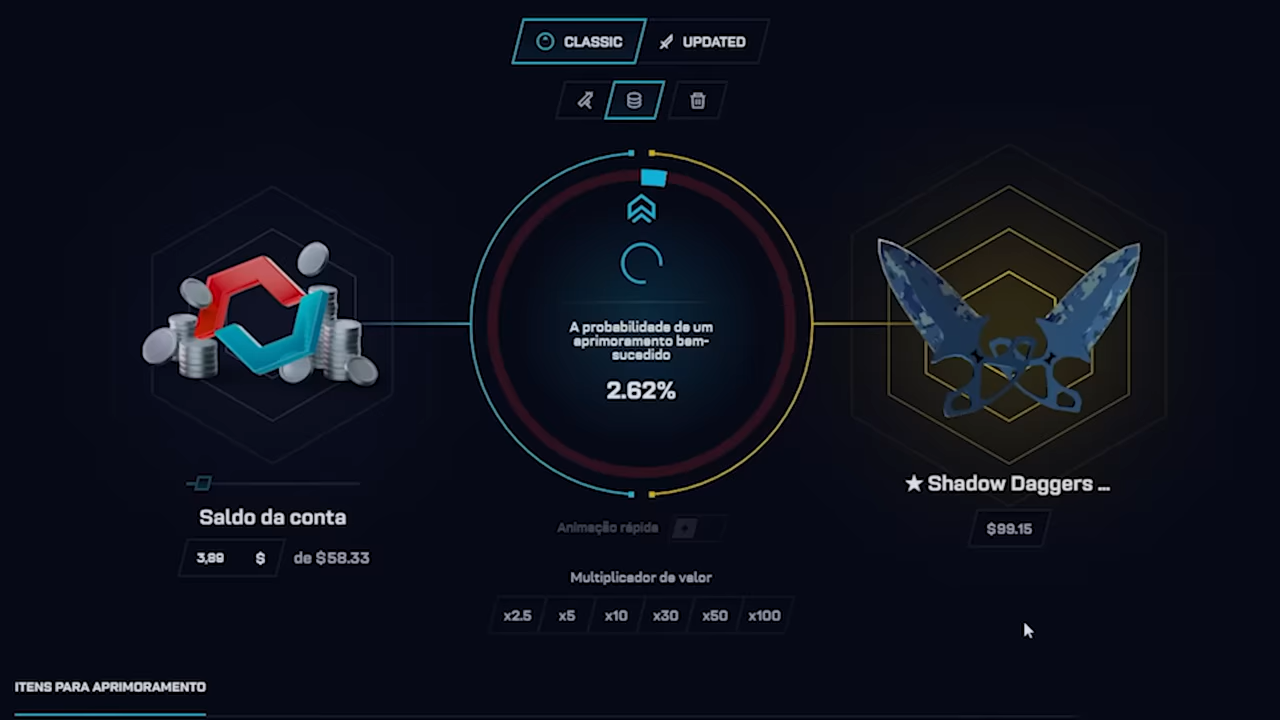 CLASSIC
UPDATED
A probabilidade de um
aprimoramento bem-
sucedido
2.62%
★ Shadow Daggers ...
$99.15
Saldo da conta
3,89 $ de $58.33
Animação rápida
Multiplicador de valor
x2.5 x5 x10 x30 x50 x100
ITENS PARA APRIMORAMENTO